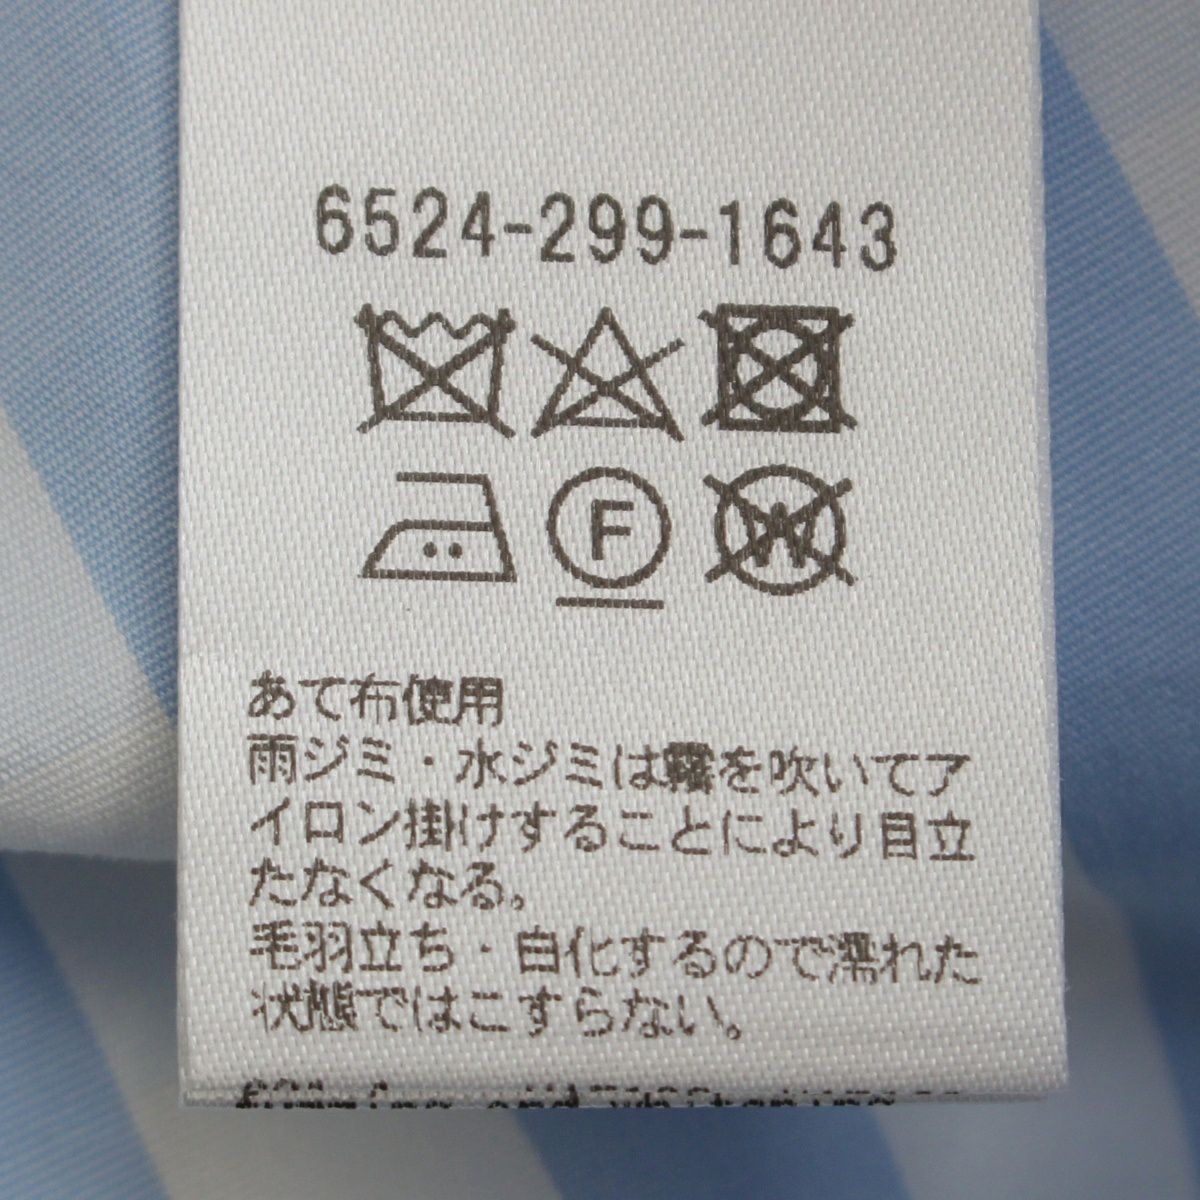 6524-299-1643
F
W
あて布使用
雨ジミ・水ジミは霧を吹いてア
イロン掛けすることにより目立
たなくなる。
毛羽立ち・白化するので濡れた
状態ではこすらない。
and whitening